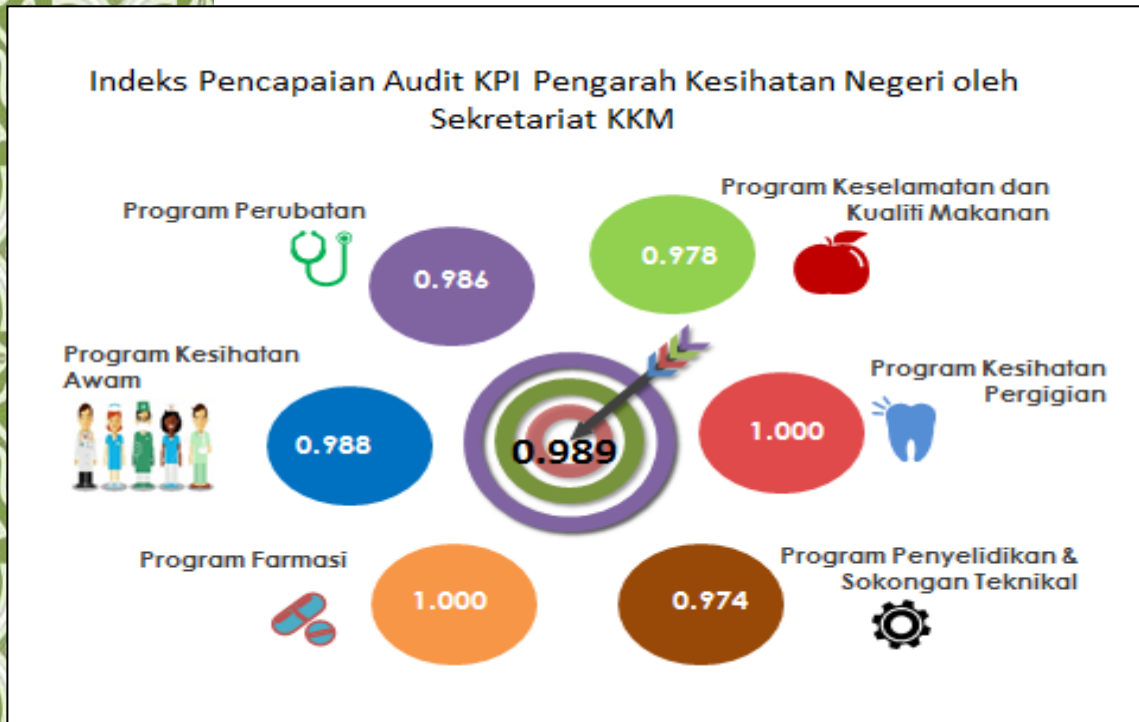 Indeks Pencapaian Audit KPI Pengarah Kesihatan Negeri oleh
Sekretariat KKM
Program Perubatan
0.986
Program Keselamatan dan
Kualiti Makanan
0.978
Program Kesihatan
Awam
0.988
0.989
Program Kesihatan
Pergigian
1.000
Program Farmasi
1.000
Program Penyelidikan &
Sokongan Teknikal
0.974